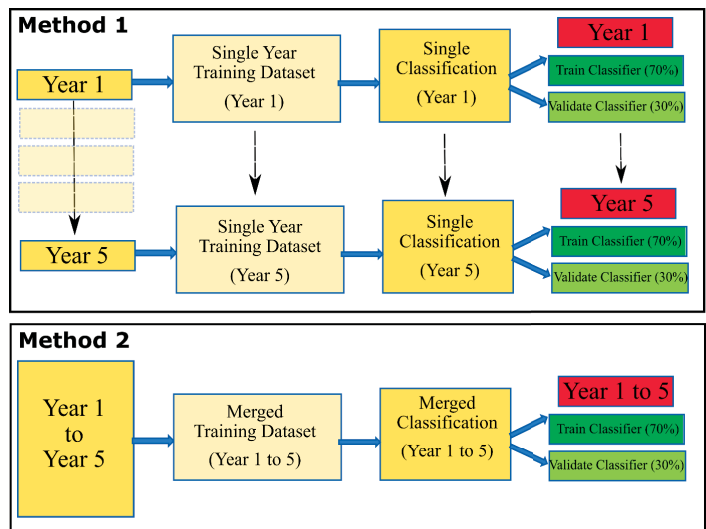 Method 1
Year 1
Single Year
Training Dataset
(Year 1)
Single
Classification
(Year 1)
Year 1
Train Classifier (70%)
Validate Classifier (30%)
Year 5
Single Year
Training Dataset
(Year 5)
Single
Classification
(Year 5)
Year 5
Train Classifier (70%)
Validate Classifier (30%)
Method 2
Year 1
to
Year 5
Merged
Training Dataset
(Year 1 to 5)
Merged
Classification
(Year 1 to 5)
Year 1 to 5
Train Classifier (70%)
Validate Classifier (30%)